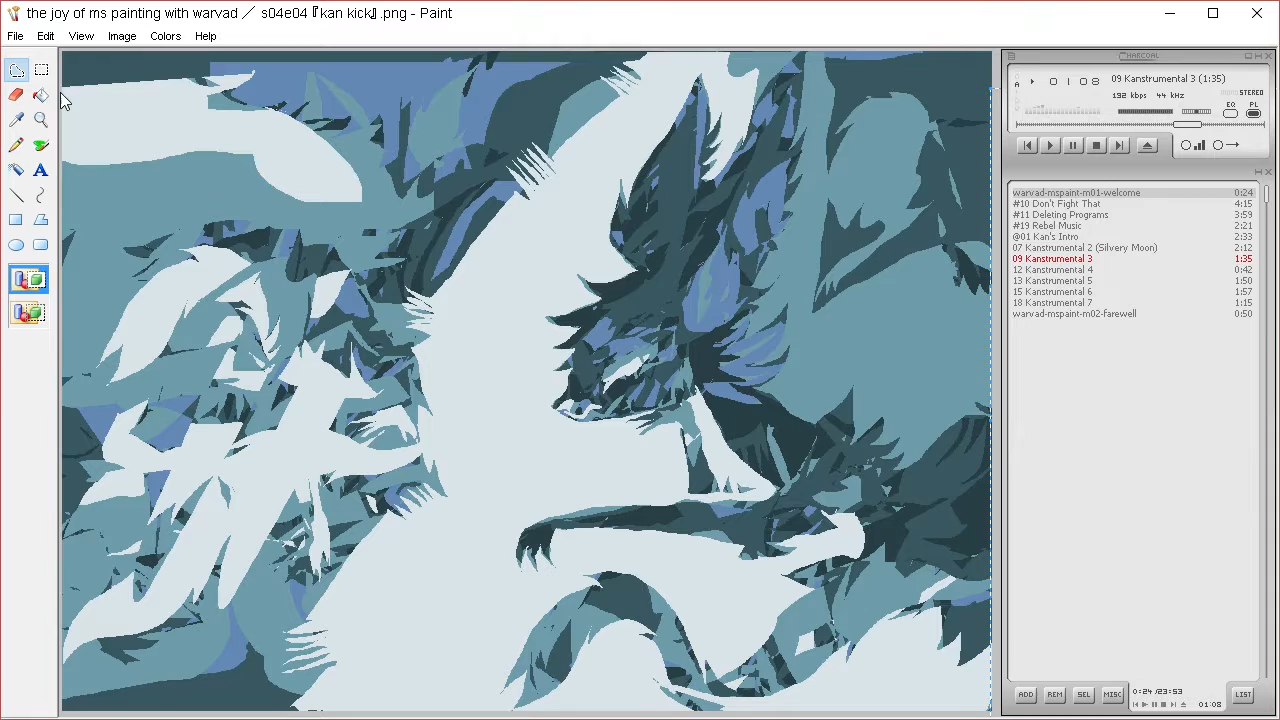 the joy of ms painting with warvad ／ s04e04『kan kick』.png - Paint
File Edit View Image Colors Help
CHARCOAL
09 Kanstrumental 3 (1:35)
192 kbps 44 kHz STEREO
EQ PL
warvad-mspaint-m01-welcome 0:24
#10 Don't Fight That 4:15
#11 Deleting Programs 3:59
#19 Rebel Music 2:21
@01 Kan's Intro 2:33
07 Kanstrumental 2 (Silvery Moon) 2:12
09 Kanstrumental 3 1:35
12 Kanstrumental 4 0:42
13 Kanstrumental 5 1:50
15 Kanstrumental 6 1:57
18 Kanstrumental 7 1:15
warvad-mspaint-m02-farewell 0:50
ADD REM SEL MISC 0:24/23:53 01:08 LIST